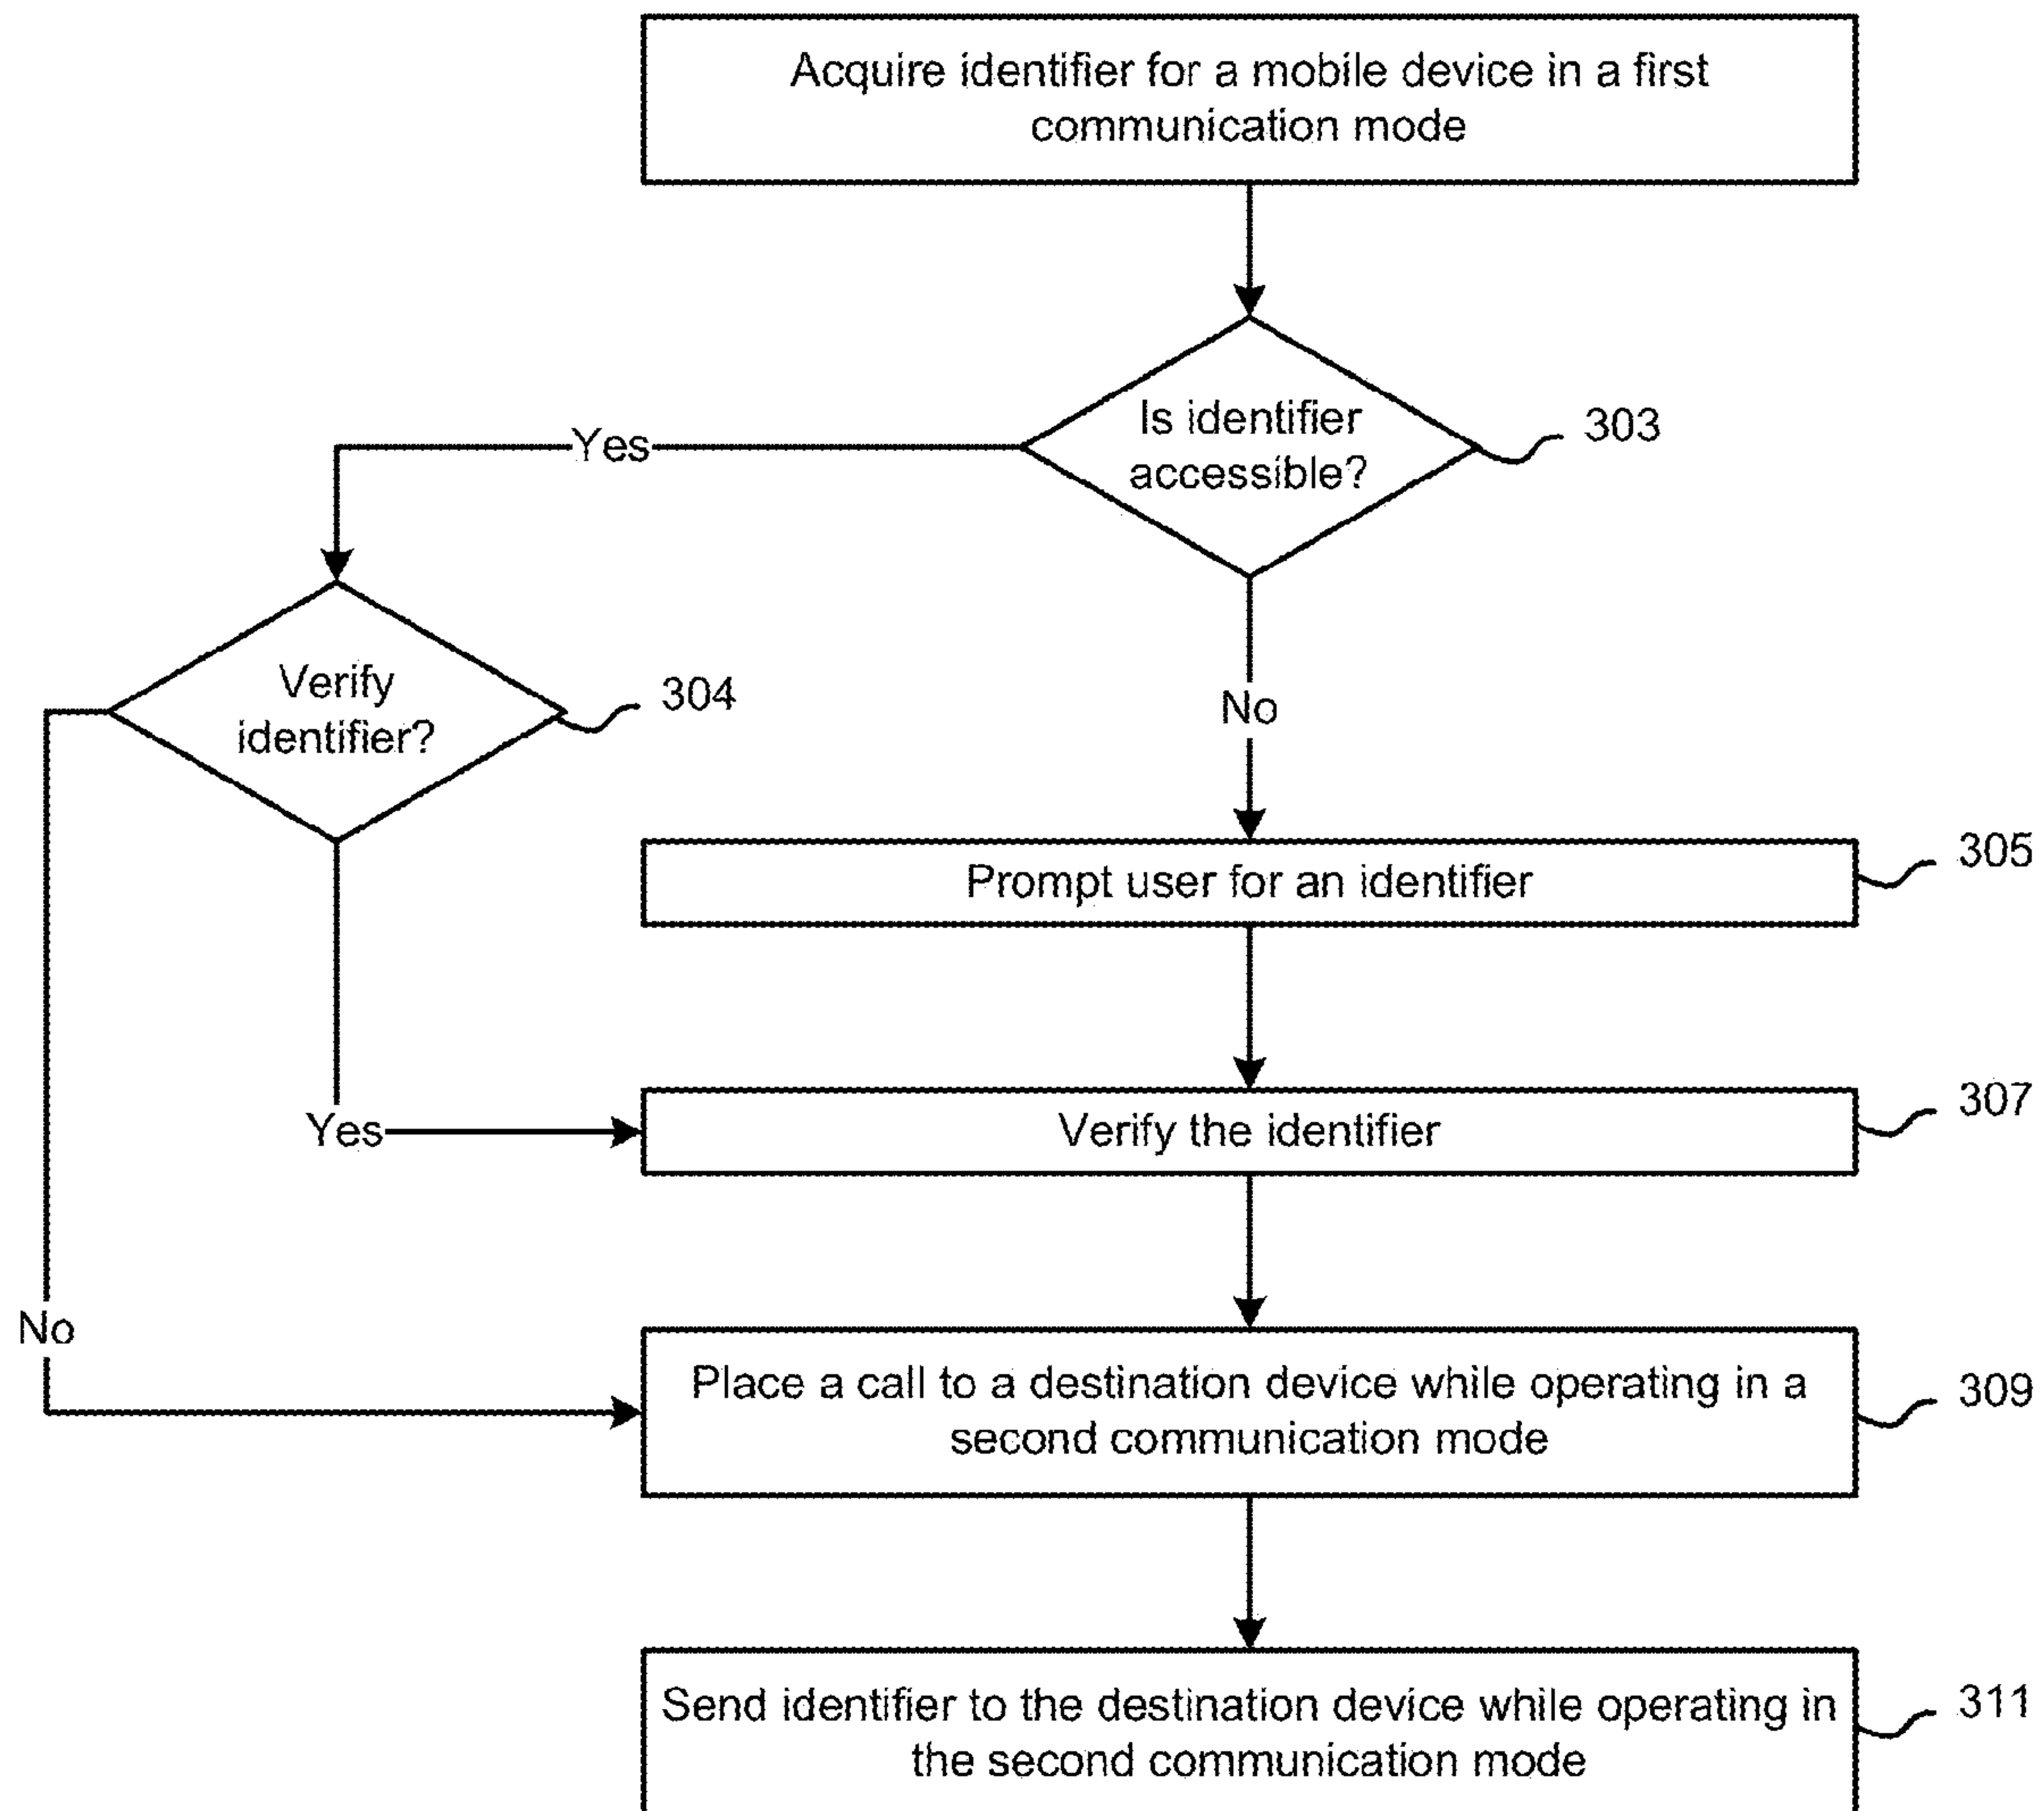 Acquire identifier for a mobile device in a first
communication mode
Is identifier
accessible?
303
Yes
No
Verify
identifier?
304
Prompt user for an identifier
305
Yes
Verify the identifier
307
No
Place a call to a destination device while operating in a
second communication mode
309
Send identifier to the destination device while operating in
the second communication mode
311